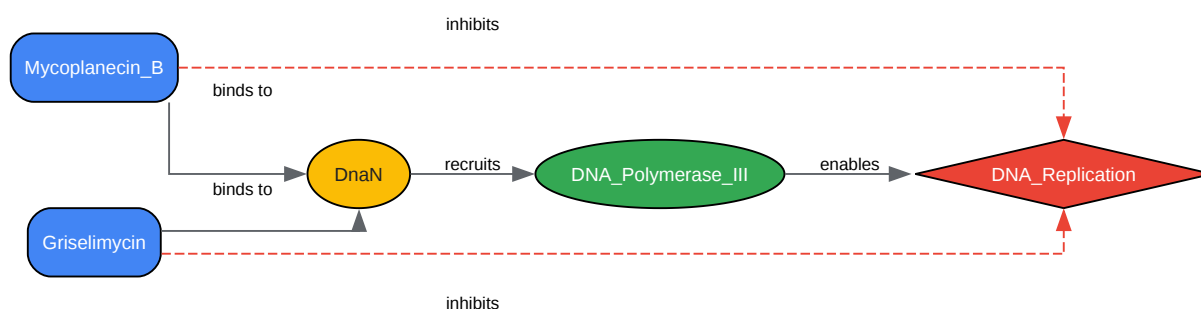 inhibits
Mycoplanecin_B
binds to
DnaN
recruits
DNA_Polymerase_III
enables
DNA_Replication
binds to
Griselimycin
inhibits